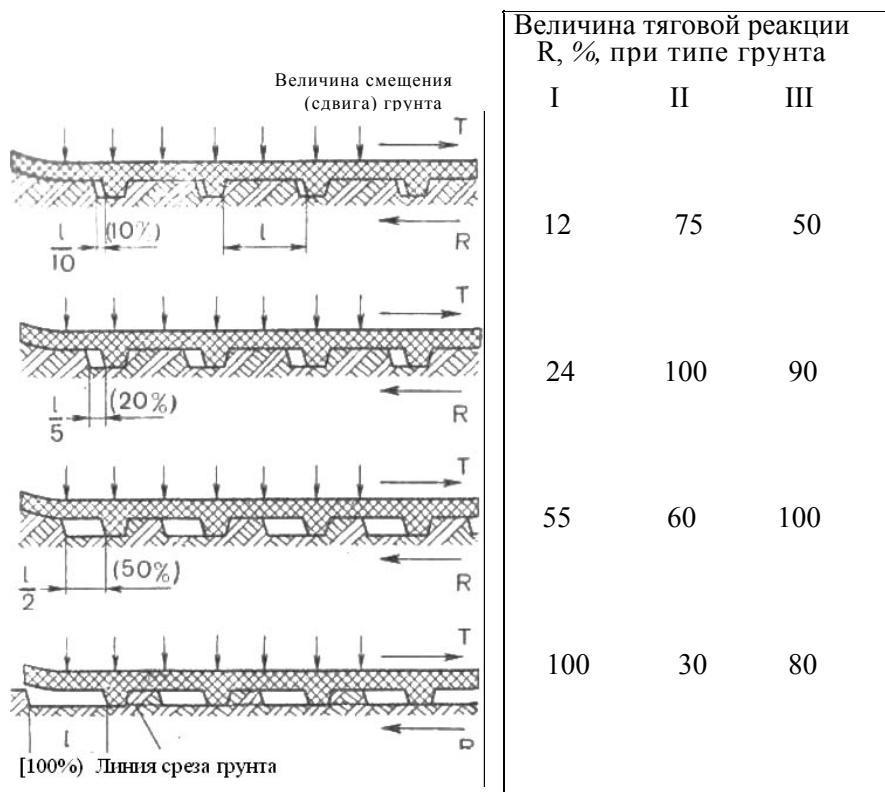 Величина тяговой реакции
R, %, при типе грунта
Величина смещения
(сдвига) грунта
I II III
T
l/10 (10%) l R
12 75 50
T
l/5 (20%) R
24 100 90
T
l/2 (50%) R
55 60 100
T
100 30 80
l R
[100%) Линия среза грунта